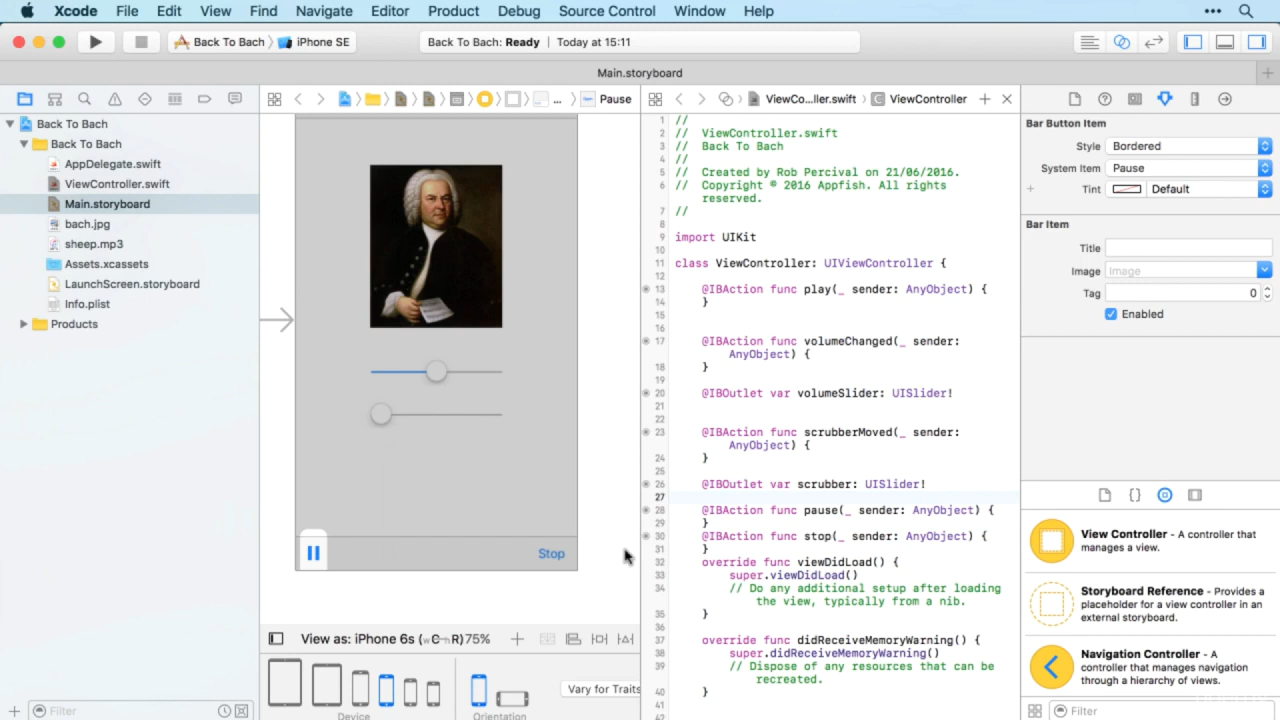 Xcode File Edit View Find Navigate Editor Product Debug Source Control Window Help •••
Back To Bach iPhone SE
Back To Bach: Ready | Today at 15:11
Main.storyboard
... Pause
ViewCo...ller.swift ViewController
Back To Bach
Back To Bach
AppDelegate.swift
ViewController.swift
Main.storyboard
bach.jpg
sheep.mp3
Assets.xcassets
LaunchScreen.storyboard
Info.plist
Products
Filter
Stop
View as: iPhone 6s (wC hR)
75%
Device
Orientation
Vary for Traits
1 //
2 // ViewController.swift
3 // Back To Bach
4 //
5 // Created by Rob Percival on 21/06/2016.
6 // Copyright © 2016 Appfish. All rights
reserved.
7 //
8
9 import UIKit
10
11 class ViewController: UIViewController {
12
13 @IBAction func play(_ sender: AnyObject) {
14 }
15
16
17 @IBAction func volumeChanged(_ sender:
AnyObject) {
18 }
19
20 @IBOutlet var volumeSlider: UISlider!
21
22
23 @IBAction func scrubberMoved(_ sender:
AnyObject) {
24 }
25
26 @IBOutlet var scrubber: UISlider!
27
28 @IBAction func pause(_ sender: AnyObject) {
29 }
30 @IBAction func stop(_ sender: AnyObject) {
31 }
32 override func viewDidLoad() {
33 super.viewDidLoad()
34 // Do any additional setup after loading
the view, typically from a nib.
35 }
36
37 override func didReceiveMemoryWarning() {
38 super.didReceiveMemoryWarning()
39 // Dispose of any resources that can be
recreated.
40 }
41
42
Bar Button Item
Style Bordered
System Item Pause
Tint Default
Bar Item
Title
Image Image
Tag 0
Enabled
View Controller - A controller that
manages a view.
Storyboard Reference - Provides a
placeholder for a view controller in an
external storyboard.
Navigation Controller - A
controller that manages navigation
through a hierarchy of views.
Filter